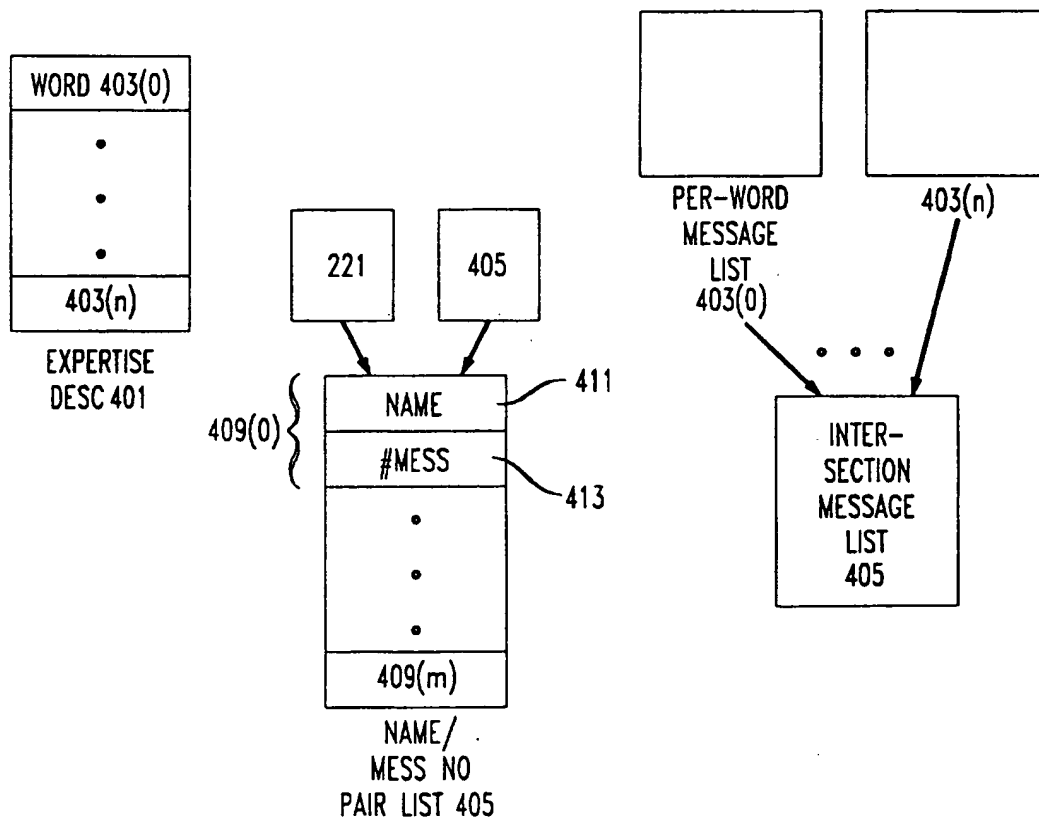 WORD 403(0)
403(n)
EXPERTISE
DESC 401
221
405
409(0)
NAME
411
#MESS
413
409(m)
NAME/
MESS NO
PAIR LIST 405
PER-WORD
MESSAGE
LIST
403(0)
403(n)
INTER-
SECTION
MESSAGE
LIST
405